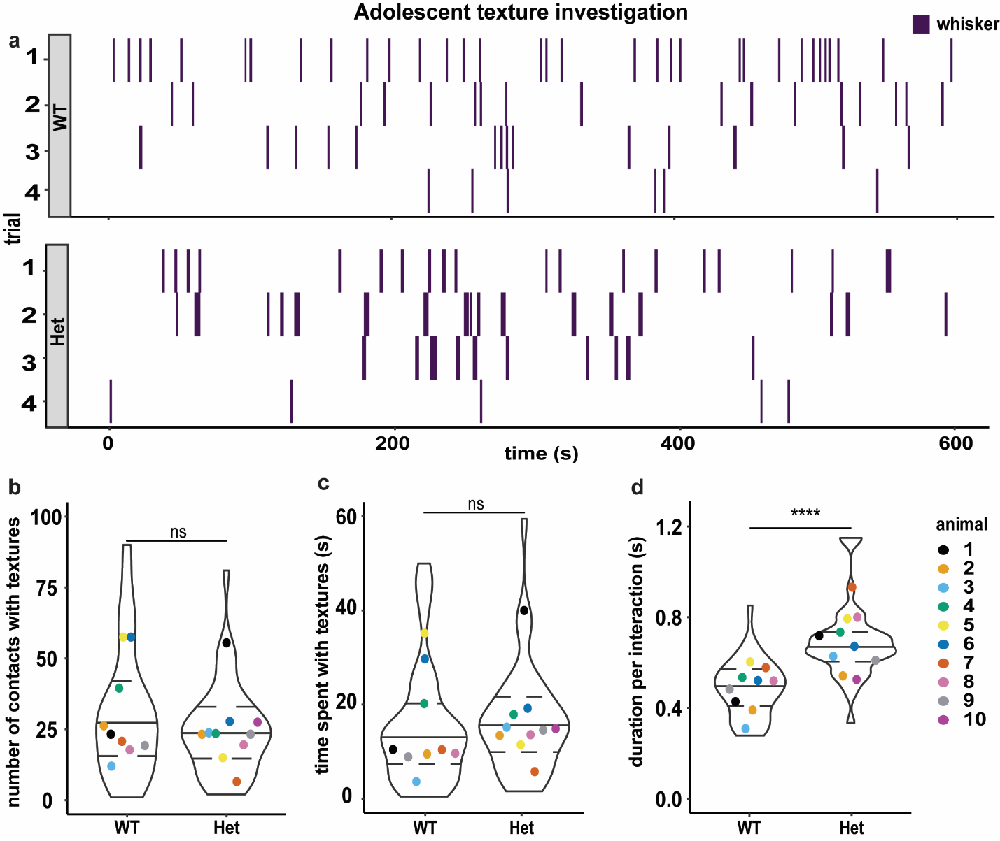 Adolescent texture investigation
whisker
a
trial
WT
1
2
3
4
Het
1
2
3
4
0 200 400 600
time (s)
b
number of contacts with textures
100
75
50
25
0
ns
WT Het
c
time spent with textures (s)
60
40
20
0
ns
WT Het
d
duration per interaction (s)
1.2
0.8
0.4
0.0
****
WT Het
animal
1
2
3
4
5
6
7
8
9
10